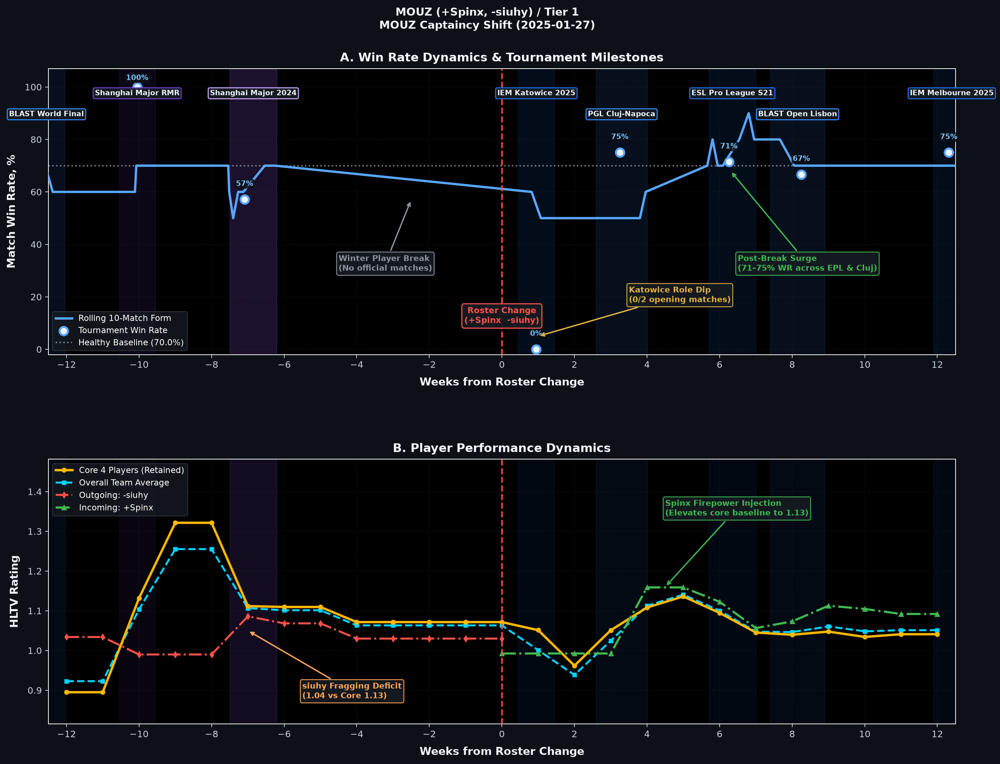 MOUZ (+Spinx, -siuhy) / Tier 1
MOUZ Captaincy Shift (2025-01-27)
A. Win Rate Dynamics & Tournament Milestones
100%
Shanghai Major RMR
Shanghai Major 2024
IEM Katowice 2025
ESL Pro League S21
IEM Melbourne 2025
BLAST World Final
PGL Cluj-Napoca
BLAST Open Lisbon
75%
75%
71%
67%
57%
Winter Player Break
(No official matches)
Post-Break Surge
(71–75% WR across EPL & Cluj)
Katowice Role Dip
(0/2 opening matches)
Roster Change
(+Spinx -siuhy)
0%
Rolling 10-Match Form
Tournament Win Rate
Healthy Baseline (70.0%)
Match Win Rate, %
100
80
60
40
20
0
−12
−10
−8
−6
−4
−2
0
2
4
6
8
10
12
Weeks from Roster Change
B. Player Performance Dynamics
Core 4 Players (Retained)
Overall Team Average
Outgoing: -siuhy
Incoming: +Spinx
Spinx Firepower Injection
(Elevates core baseline to 1.13)
siuhy Fragging Deficit
(1.04 vs Core 1.13)
HLTV Rating
1.4
1.3
1.2
1.1
1.0
0.9
−12
−10
−8
−6
−4
−2
0
2
4
6
8
10
12
Weeks from Roster Change